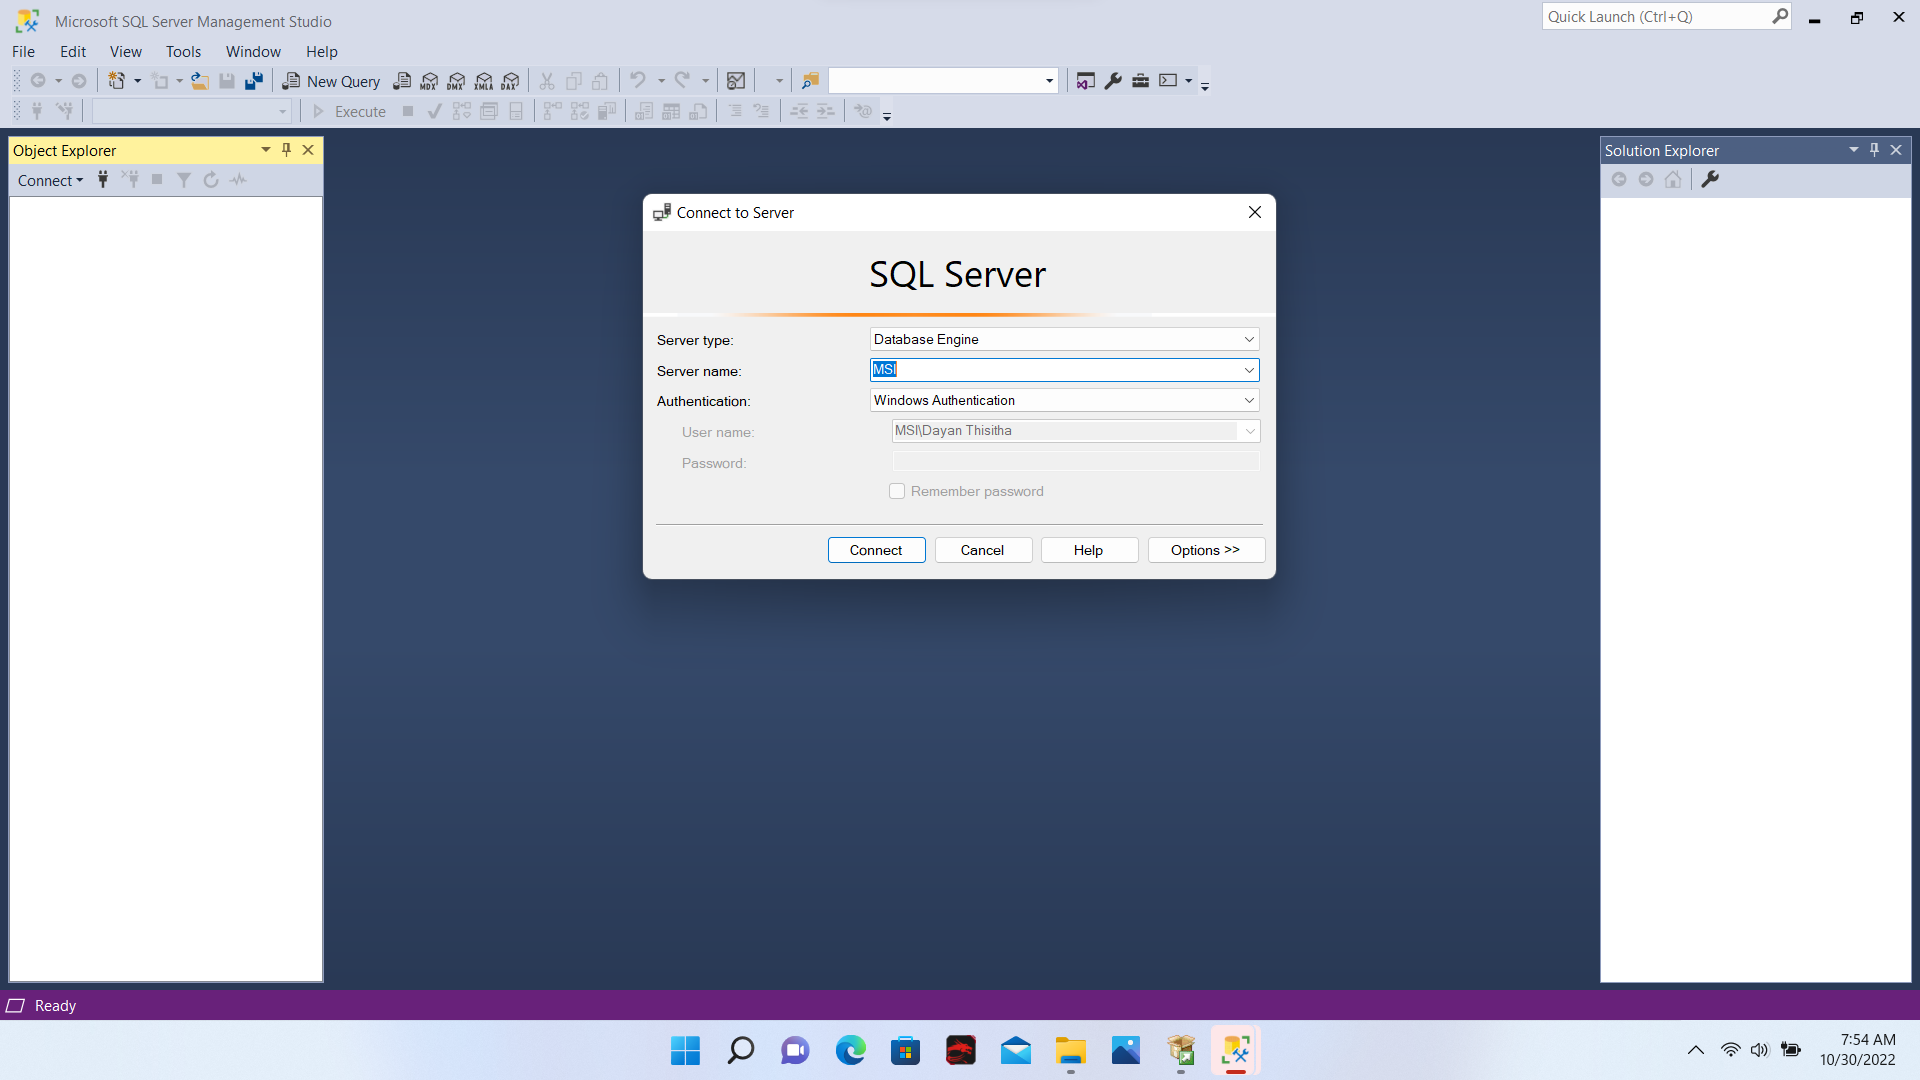 Microsoft SQL Server Management Studio
Quick Launch (Ctrl+Q)
File Edit View Tools Window Help
New Query MDX DMX XMLA DAX
Execute
Object Explorer
Connect
Solution Explorer
Connect to Server
SQL Server
Server type: Database Engine
Server name: MSI
Authentication: Windows Authentication
User name: MSI\Dayan Thisitha
Password:
Remember password
Connect Cancel Help Options >>
Ready
7:54 AM
10/30/2022